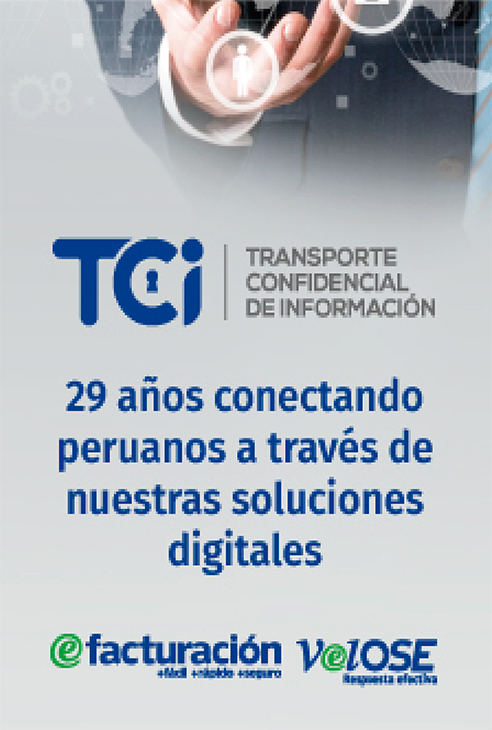 TCi
TRANSPORTE
CONFIDENCIAL
DE INFORMACIÓN
29 años conectando
peruanos a través de
nuestras soluciones
digitales
efacturación
+fácil +rápido +seguro
VelOSE
Respuesta efectiva